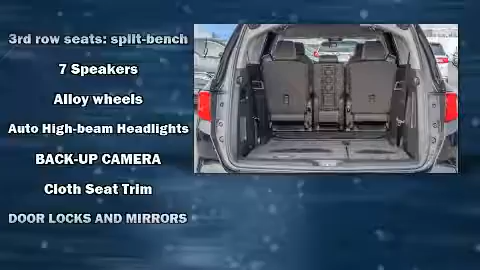 3rd row seats: split-bench
7 Speakers
Alloy wheels
Auto High-beam Headlights
BACK-UP CAMERA
Cloth Seat Trim
DOOR LOCKS AND MIRRORS